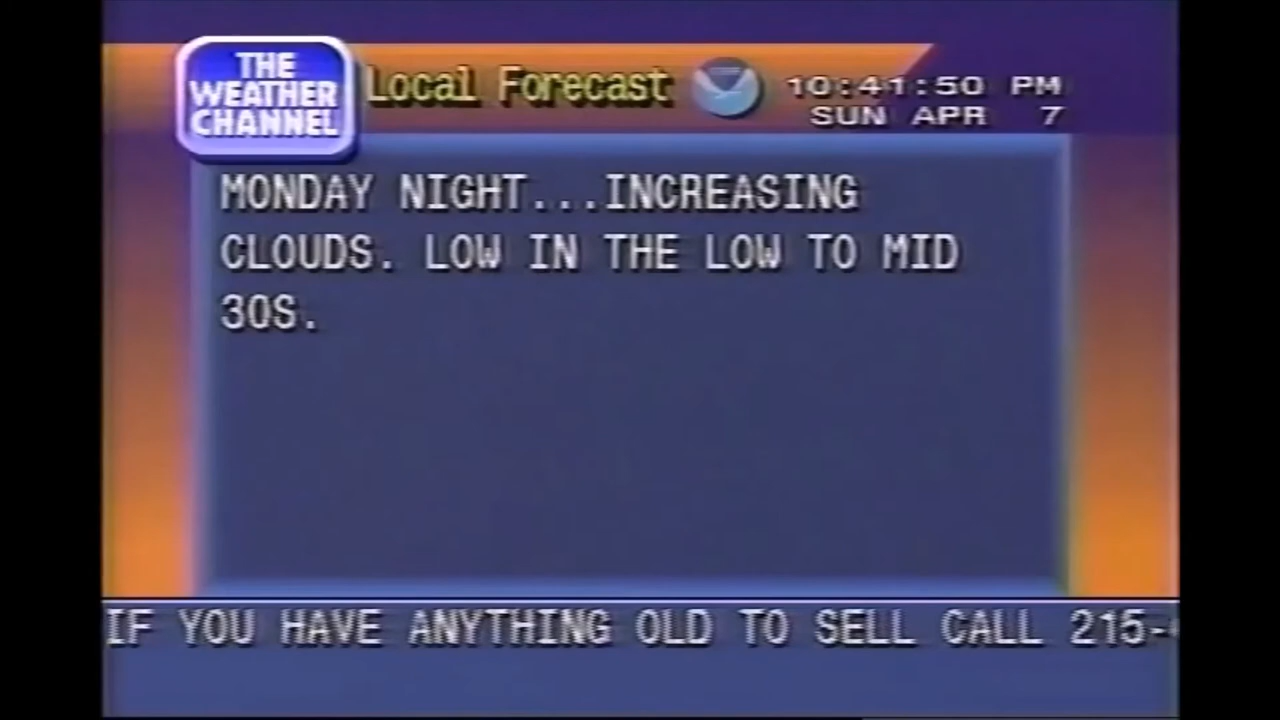 THE
WEATHER
CHANNEL
Local Forecast
10:41:50 PM
SUN APR 7
MONDAY NIGHT...INCREASING
CLOUDS. LOW IN THE LOW TO MID
30S.
IF YOU HAVE ANYTHING OLD TO SELL CALL 215-